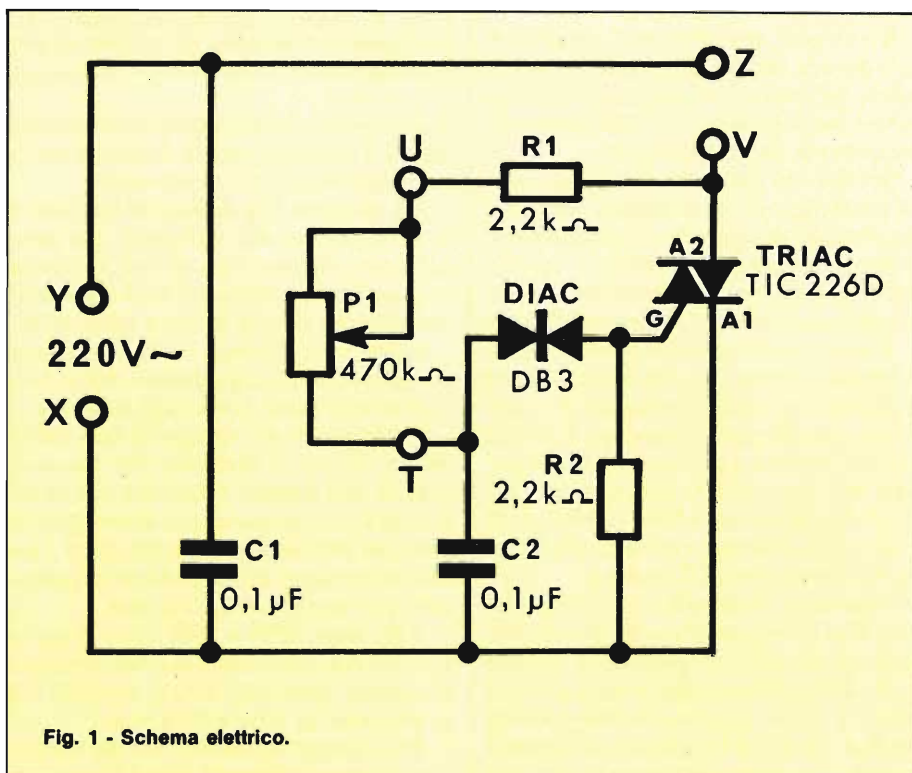 Z
V
U
R1
2,2kΩ
A2
TRIAC
TIC 226D
G
A1
DIAC
DB3
P1
470kΩ
Y
220V~
X
T
R2
2,2kΩ
C1
0,1µF
C2
0,1µF
Fig. 1 - Schema elettrico.